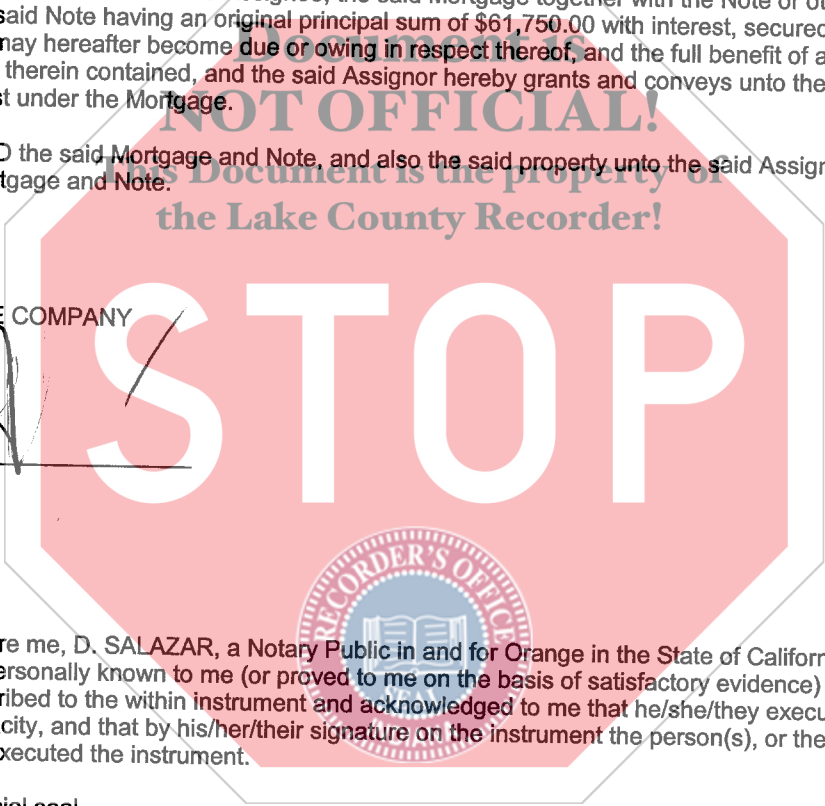 said Note having an original principal sum of $61,750.00 with interest, secured
Document is
may hereafter become due or owing in respect thereof, and the full benefit of a
therein contained, and the said Assignor hereby grants and conveys unto the
under the Mortgage.
NOT OFFICIAL!
the said Mortgage and Note, and also the said property unto the said Assign
This Document is the property of
tgage and Note.
the Lake County Recorder!
COMPANY
STOP
RECORDER'S OFFICE
re me, D. SALAZAR, a Notary Public in and for Orange in the State of Californ
ersonally known to me (or proved to me on the basis of satisfactory evidence)
ribed to the within instrument and acknowledged to me that he/she/they execu
SEAL
city, and that by his/her/their signature on the instrument the person(s), or the
xecuted the instrument.